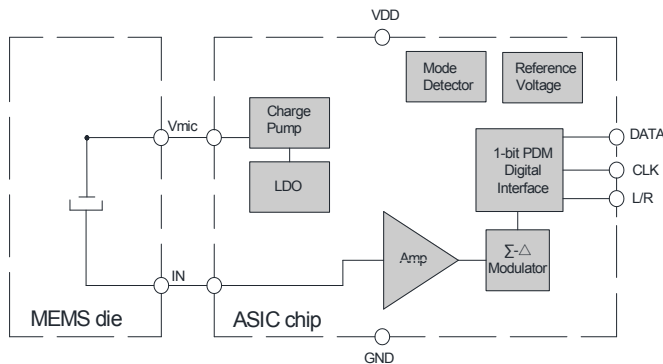 VDD
Mode
Detector
Reference
Voltage
Vmic
Charge
Pump
LDO
1-bit PDM
Digital
Interface
DATA
CLK
L/R
Amp
∑-△
Modulator
IN
MEMS die
ASIC chip
GND